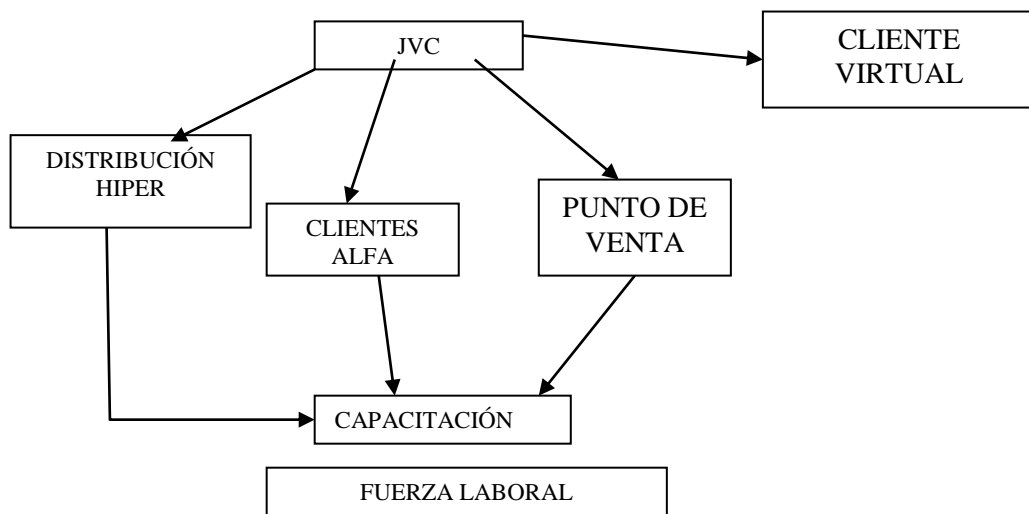 JVC
CLIENTE
VIRTUAL
DISTRIBUCIÓN
HIPER
CLIENTES
ALFA
PUNTO DE
VENTA
CAPACITACIÓN
FUERZA LABORAL